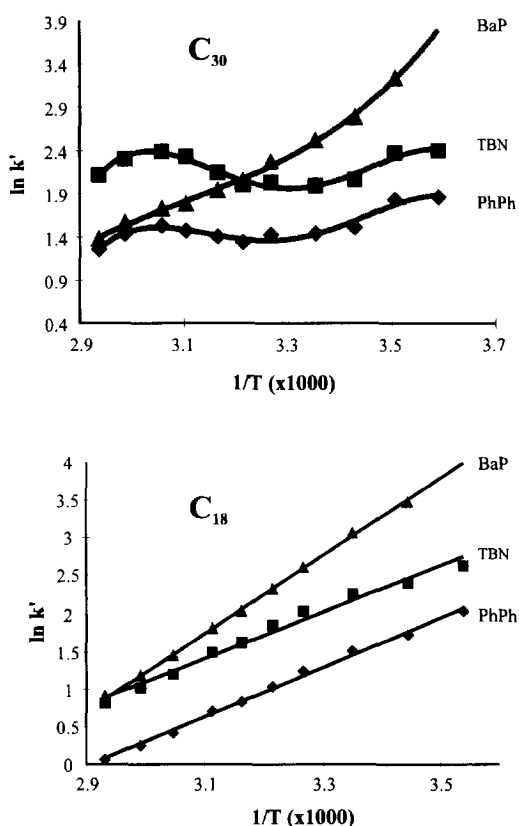 3.9
3.4
2.9
2.4
1.9
1.4
0.9
0.4
ln k'
C30
BaP
TBN
PhPh
2.9 3.1 3.3 3.5 3.7
1/T (x1000)
4
3.5
3
2.5
2
1.5
1
0.5
0
ln k'
C18
BaP
TBN
PhPh
2.9 3.1 3.3 3.5
1/T (x1000)